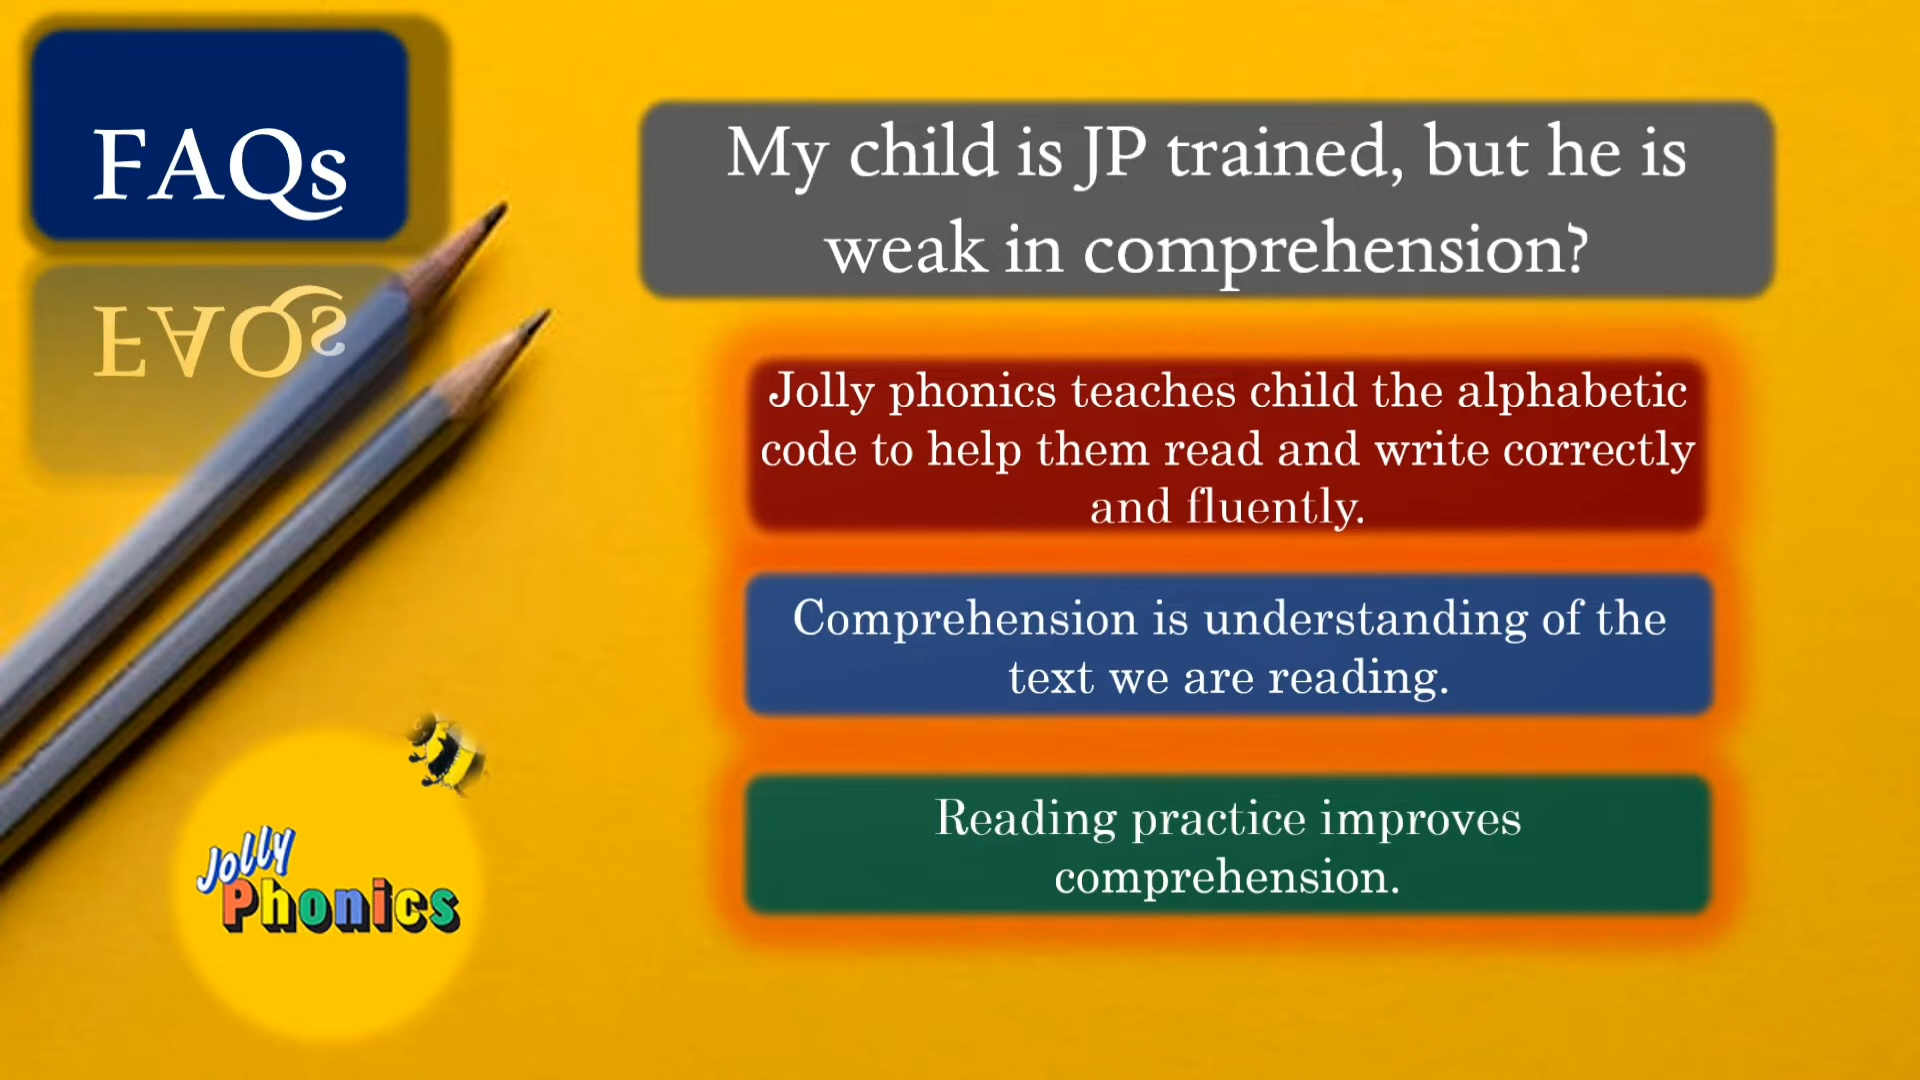 FAQs
My child is JP trained, but he is
weak in comprehension?
Jolly phonics teaches child the alphabetic
code to help them read and write correctly
and fluently.
Comprehension is understanding of the
text we are reading.
Reading practice improves
comprehension.
Jolly
Phonics